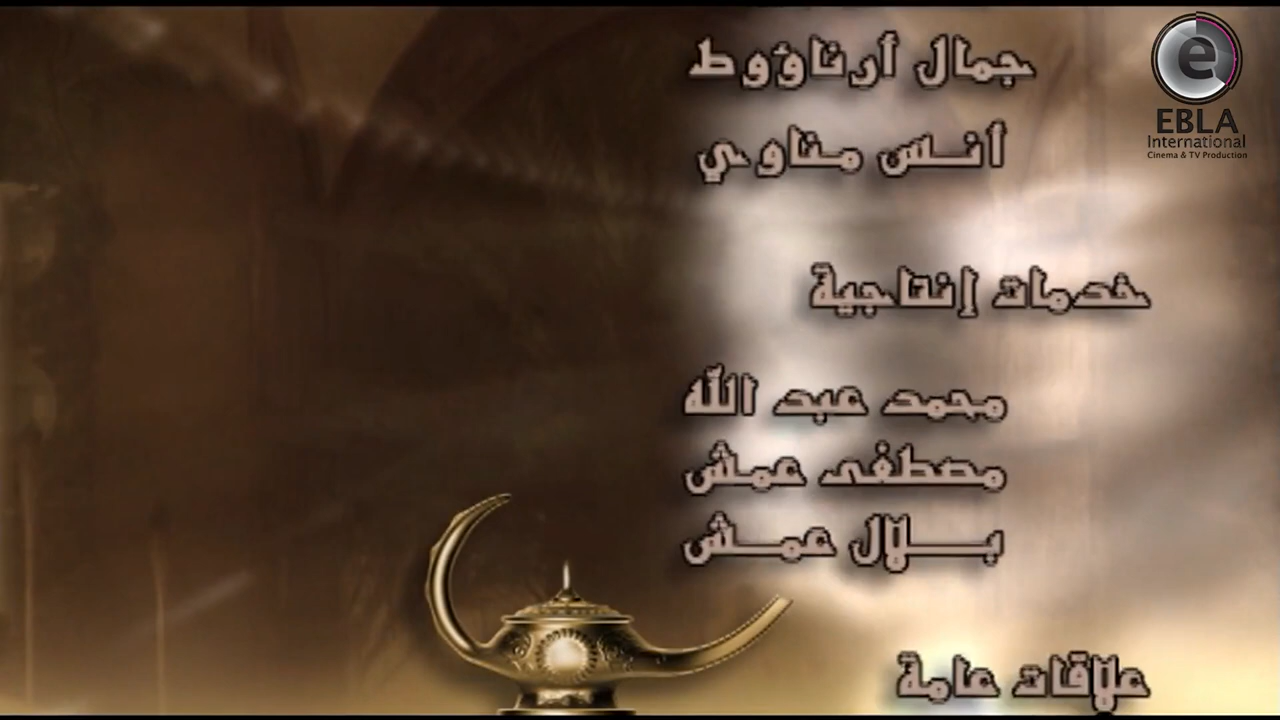 جمال أرناؤوط
أنس مناوي
خدمات إنتاجية
محمد عبد الله
مصطفى عمش
بلال عمش
علاقات عامة
e
EBLA
International
Cinema & TV Production